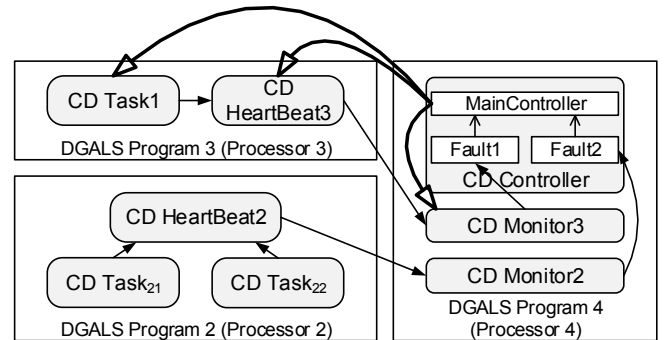 CD Task1
CD
HeartBeat3
DGALS Program 3 (Processor 3)
CD HeartBeat2
CD Task21
CD Task22
DGALS Program 2 (Processor 2)
MainController
Fault1
Fault2
CD Controller
CD Monitor3
CD Monitor2
DGALS Program 4
(Processor 4)